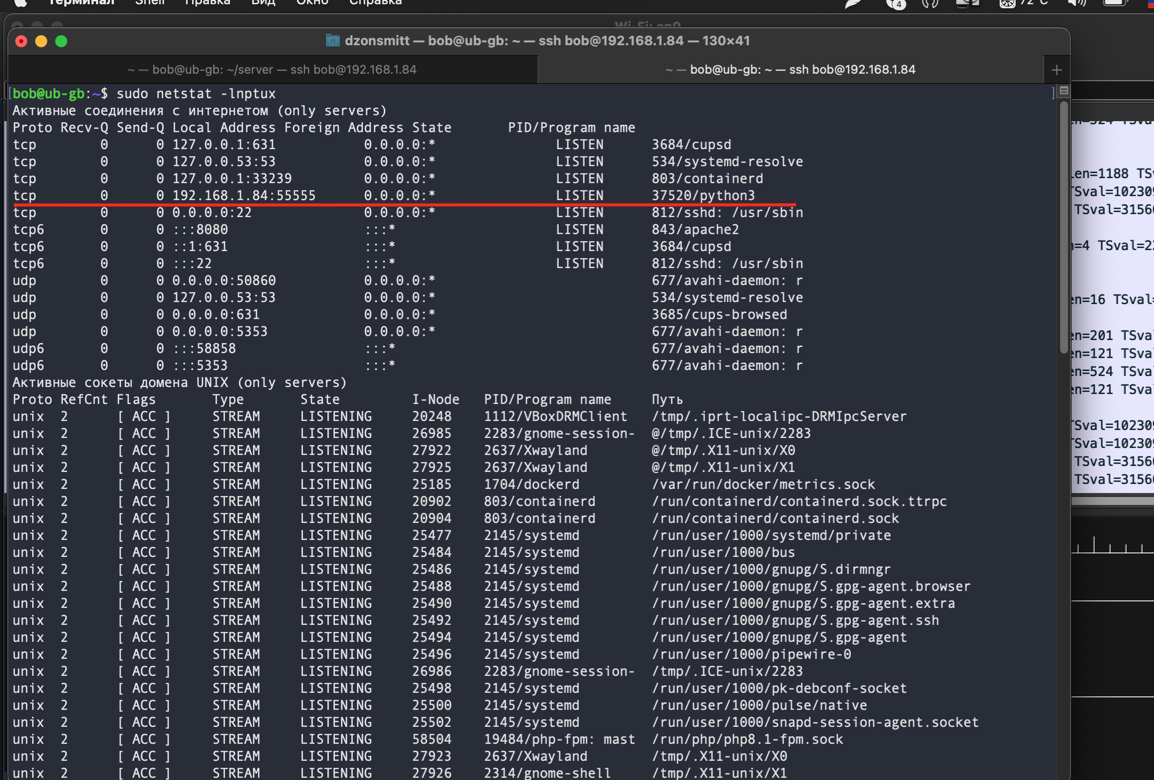 Терминал Shell Правка Вид Окно Справка 4 72°C
Wi-Fi: en0
dzonsmitt — bob@ub-gb: ~ — ssh bob@192.168.1.84 — 130×41
~ — bob@ub-gb: ~/server — ssh bob@192.168.1.84
~ — bob@ub-gb: ~ — ssh bob@192.168.1.84 +
[bob@ub-gb:~$ sudo netstat -lnptux ]
Активные соединения с интернетом (only servers)
Proto Recv-Q Send-Q Local Address Foreign Address State PID/Program name
tcp 0 0 127.0.0.1:631 0.0.0.0:* LISTEN 3684/cupsd
tcp 0 0 127.0.0.53:53 0.0.0.0:* LISTEN 534/systemd-resolve
tcp 0 0 127.0.0.1:33239 0.0.0.0:* LISTEN 803/containerd
tcp 0 0 192.168.1.84:55555 0.0.0.0:* LISTEN 37520/python3
tcp 0 0 0.0.0.0:22 0.0.0.0:* LISTEN 812/sshd: /usr/sbin
tcp6 0 0 :::8080 :::* LISTEN 843/apache2
tcp6 0 0 ::1:631 :::* LISTEN 3684/cupsd
tcp6 0 0 :::22 :::* LISTEN 812/sshd: /usr/sbin
udp 0 0 0.0.0.0:50860 0.0.0.0:* 677/avahi-daemon: r
udp 0 0 127.0.0.53:53 0.0.0.0:* 534/systemd-resolve
udp 0 0 0.0.0.0:631 0.0.0.0:* 3685/cups-browsed
udp 0 0 0.0.0.0:5353 0.0.0.0:* 677/avahi-daemon: r
udp6 0 0 :::58858 :::* 677/avahi-daemon: r
udp6 0 0 :::5353 :::* 677/avahi-daemon: r
Активные сокеты домена UNIX (only servers)
Proto RefCnt Flags Type State I-Node PID/Program name Путь
unix 2 [ ACC ] STREAM LISTENING 20248 1112/VBoxDRMClient /tmp/.iprt-localipc-DRMIpcServer
unix 2 [ ACC ] STREAM LISTENING 26985 2283/gnome-session- @/tmp/.ICE-unix/2283
unix 2 [ ACC ] STREAM LISTENING 27922 2637/Xwayland @/tmp/.X11-unix/X0
unix 2 [ ACC ] STREAM LISTENING 27925 2637/Xwayland @/tmp/.X11-unix/X1
unix 2 [ ACC ] STREAM LISTENING 25185 1704/dockerd /var/run/docker/metrics.sock
unix 2 [ ACC ] STREAM LISTENING 20902 803/containerd /run/containerd/containerd.sock.ttrpc
unix 2 [ ACC ] STREAM LISTENING 20904 803/containerd /run/containerd/containerd.sock
unix 2 [ ACC ] STREAM LISTENING 25477 2145/systemd /run/user/1000/systemd/private
unix 2 [ ACC ] STREAM LISTENING 25484 2145/systemd /run/user/1000/bus
unix 2 [ ACC ] STREAM LISTENING 25486 2145/systemd /run/user/1000/gnupg/S.dirmngr
unix 2 [ ACC ] STREAM LISTENING 25488 2145/systemd /run/user/1000/gnupg/S.gpg-agent.browser
unix 2 [ ACC ] STREAM LISTENING 25490 2145/systemd /run/user/1000/gnupg/S.gpg-agent.extra
unix 2 [ ACC ] STREAM LISTENING 25492 2145/systemd /run/user/1000/gnupg/S.gpg-agent.ssh
unix 2 [ ACC ] STREAM LISTENING 25494 2145/systemd /run/user/1000/gnupg/S.gpg-agent
unix 2 [ ACC ] STREAM LISTENING 25496 2145/systemd /run/user/1000/pipewire-0
unix 2 [ ACC ] STREAM LISTENING 26986 2283/gnome-session- /tmp/.ICE-unix/2283
unix 2 [ ACC ] STREAM LISTENING 25498 2145/systemd /run/user/1000/pk-debconf-socket
unix 2 [ ACC ] STREAM LISTENING 25500 2145/systemd /run/user/1000/pulse/native
unix 2 [ ACC ] STREAM LISTENING 25502 2145/systemd /run/user/1000/snapd-session-agent.socket
unix 2 [ ACC ] STREAM LISTENING 58504 19484/php-fpm: mast /run/php/php8.1-fpm.sock
unix 2 [ ACC ] STREAM LISTENING 27923 2637/Xwayland /tmp/.X11-unix/X0
unix 2 [ ACC ] STREAM LISTENING 27926 2314/gnome-shell /tmp/.X11-unix/X1
en=1188 TS
TSval=102309
TSval=3156
=4 TSval=2
en=16 TSval
n=201 TSva
n=121 TSva
n=524 TSva
n=121 TSva
TSval=102309
TSval=102309
TSval=3156
TSval=3156